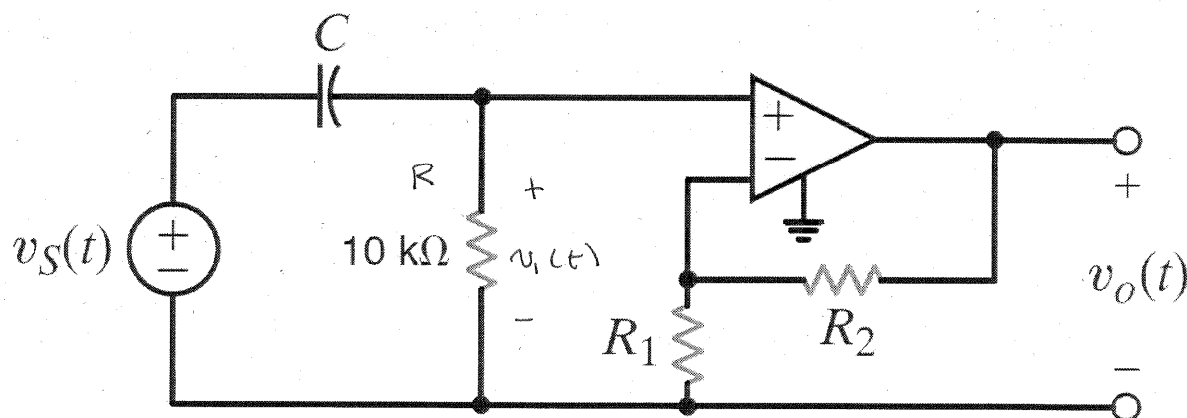 C
+
−
R
+
10 kΩ
v₁(t)
−
v_S(t)
+
−
R₁
R₂
+
v_o(t)
−